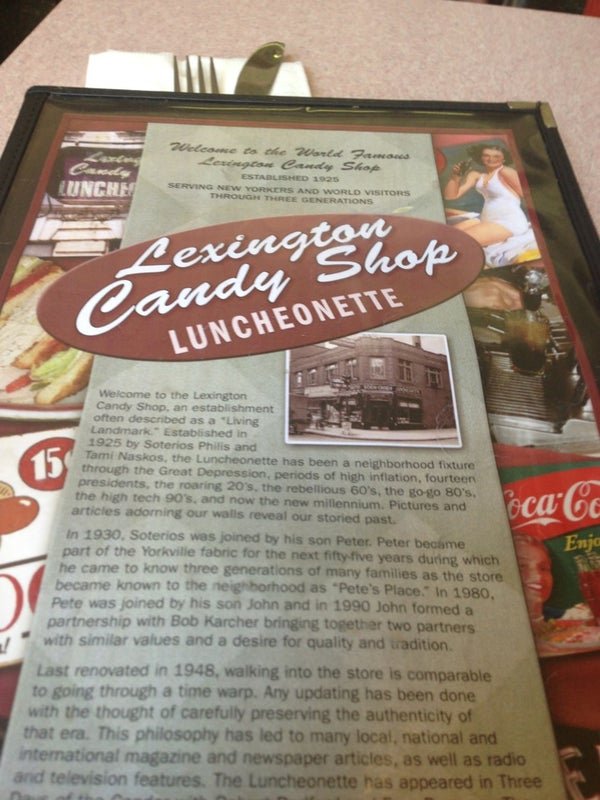 Lexing
Candy
LUNCHE
Welcome to the World Famous
Lexington Candy Shop
ESTABLISHED 1925
SERVING NEW YORKERS AND WORLD VISITORS
THROUGH THREE GENERATIONS
Lexington
Candy Shop
LUNCHEONETTE
Welcome to the Lexington
Candy Shop, an establishment
often described as a "Living
Landmark." Established in
1925 by Soterios Philis and
Tami Naskos, the Luncheonette has been a neighborhood fixture
through the Great Depression, periods of high inflation, fourteen
presidents, the roaring 20's, the rebellious 60's, the go-go 80's,
the high tech 90's, and now the new millennium. Pictures and
articles adorning our walls reveal our storied past.
In 1930, Soterios was joined by his son Peter. Peter became
part of the Yorkville fabric for the next fifty-five years during which
he came to know three generations of many families as the store
became known to the neighborhood as "Pete's Place." In 1980,
Pete was joined by his son John and in 1990 John formed a
partnership with Bob Karcher bringing together two partners
with similar values and a desire for quality and tradition.
Last renovated in 1948, walking into the store is comparable
to going through a time warp. Any updating has been done
with the thought of carefully preserving the authenticity of
that era. This philosophy has led to many local, national and
international magazine and newspaper articles, as well as radio
and television features. The Luncheonette has appeared in Three
Days of the Condor with Robert Redford
15¢
Coca-Co
Enjo